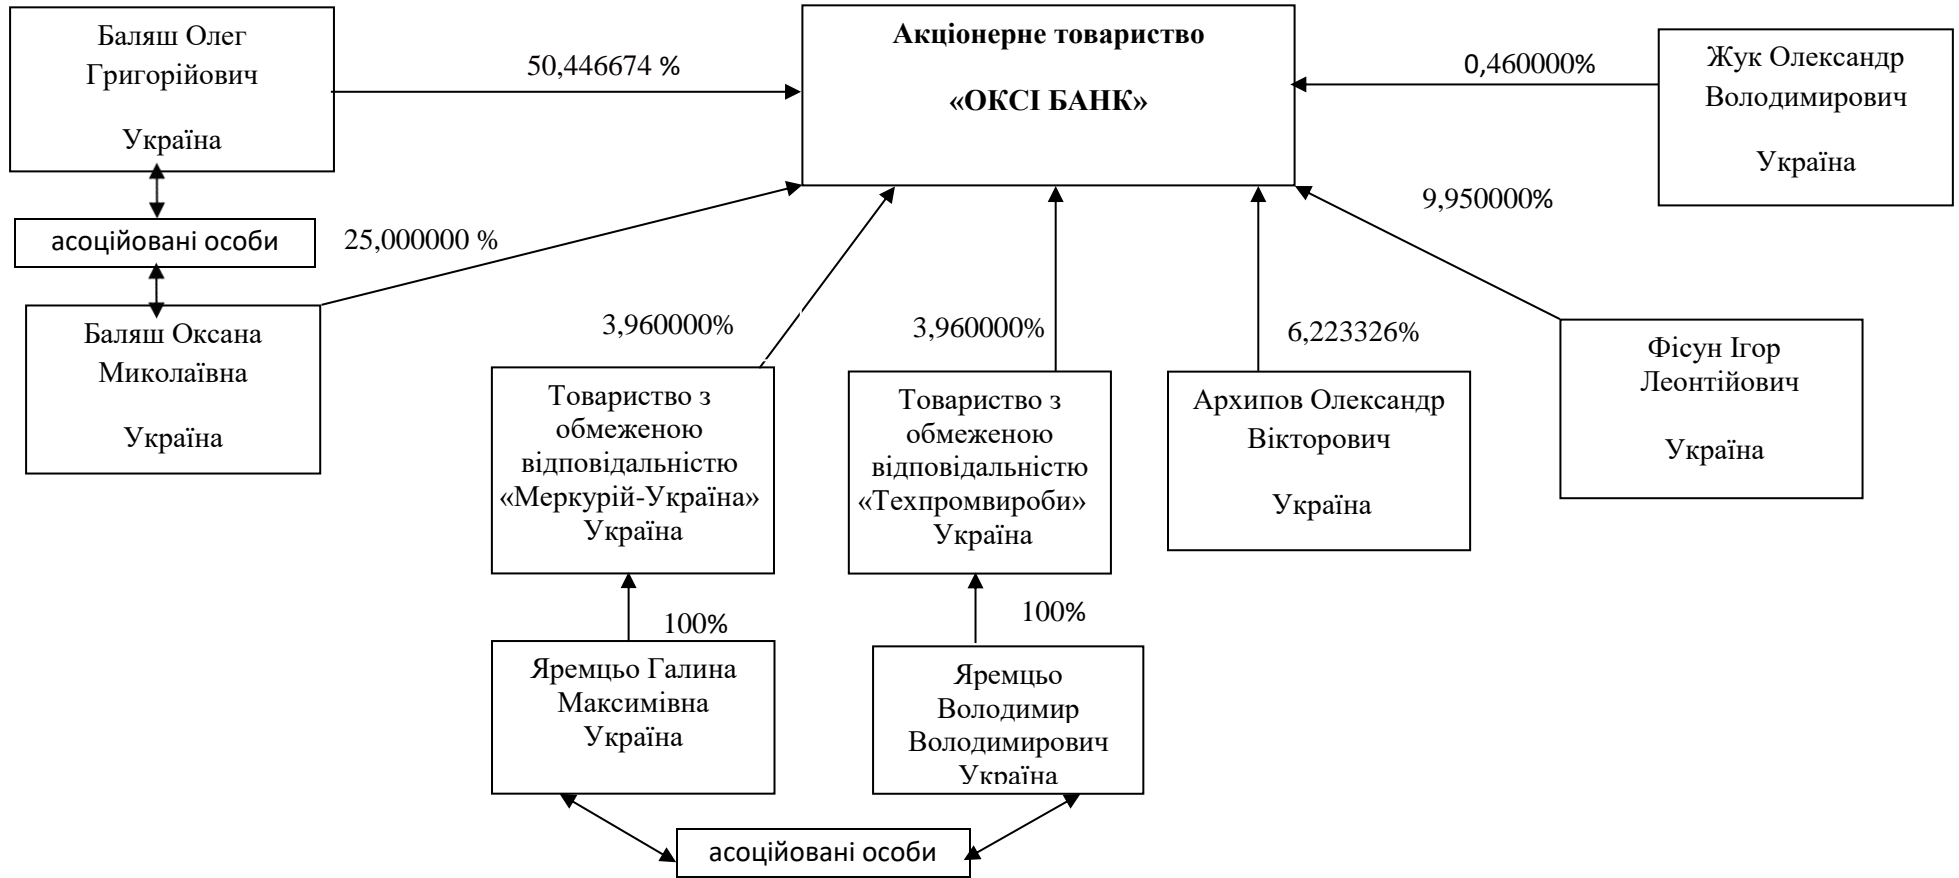 Баляш Олег
Григорійович
Україна
50,446674 %
Акціонерне товариство
«ОКСІ БАНК»
0,460000%
Жук Олександр
Володимирович
Україна
асоційовані особи
25,000000 %
9,950000%
Баляш Оксана
Миколаївна
Україна
3,960000%
3,960000%
6,223326%
Фісун Ігор
Леонтійович
Україна
Товариство з
обмеженою
відповідальністю
«Меркурій-Україна»
Україна
Товариство з
обмеженою
відповідальністю
«Техпромвироби»
Україна
Архипов Олександр
Вікторович
Україна
100%
100%
Яремцьо Галина
Максимівна
Україна
Яремцьо
Володимир
Володимирович
Україна
асоційовані особи